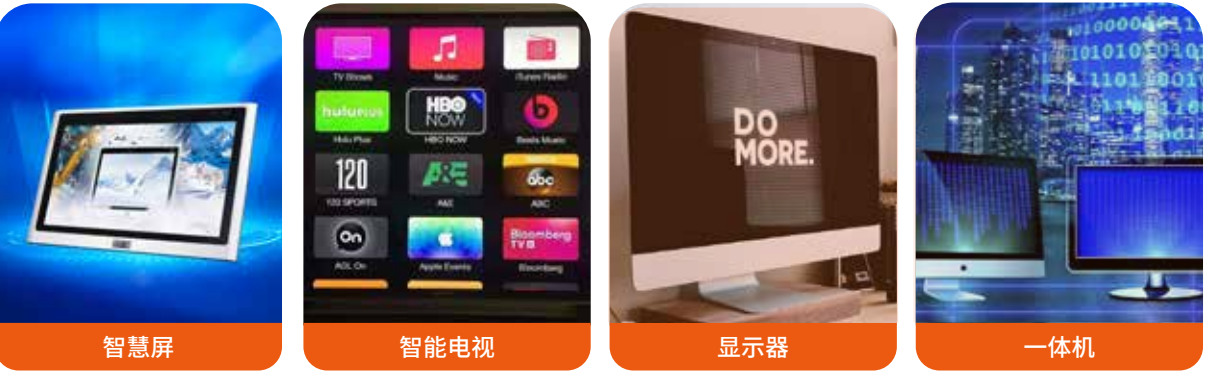 TV Shows
Music
iTunes Radio
huluPLUS
Hulu Plus
HBO
NOW
HBO NOW
Beats Music
120
120 SPORTS
A&E
A&E
abc
ABC
On
AOL On
Apple Events
Bloomberg
TV
Bloomberg
DO
MORE.
智慧屏
智能电视
显示器
一体机